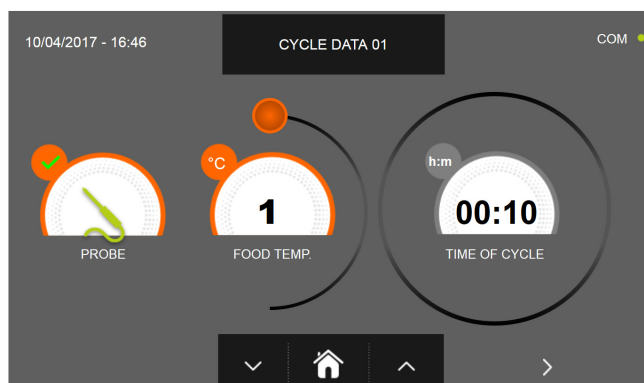 10/04/2017 - 16:46
CYCLE DATA 01
COM
°C
h:m
1
00:10
PROBE
FOOD TEMP.
TIME OF CYCLE